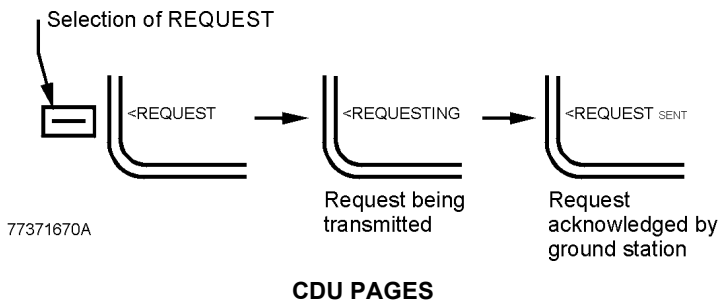 Selection of REQUEST
<REQUEST
<REQUESTING
<REQUEST SENT
Request being
transmitted
Request
acknowledged by
ground station
77371670A
CDU PAGES